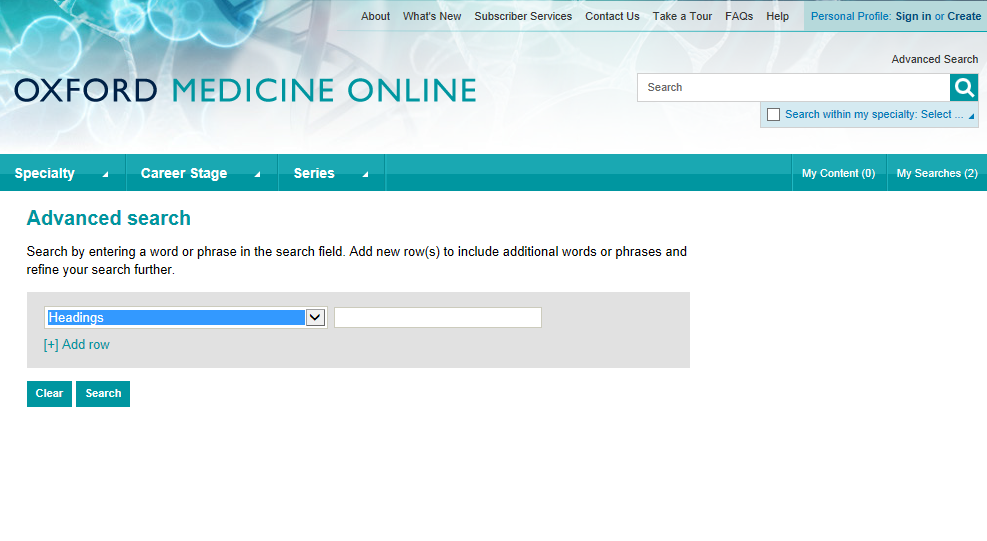 About What's New Subscriber Services Contact Us Take a Tour FAQs Help Personal Profile: Sign in or Create
Advanced Search
OXFORD MEDICINE ONLINE
Search
Search within my specialty: Select ...
Specialty Career Stage Series My Content (0) My Searches (2)
Advanced search
Search by entering a word or phrase in the search field. Add new row(s) to include additional words or phrases and
refine your search further.
Headings
[+] Add row
Clear Search